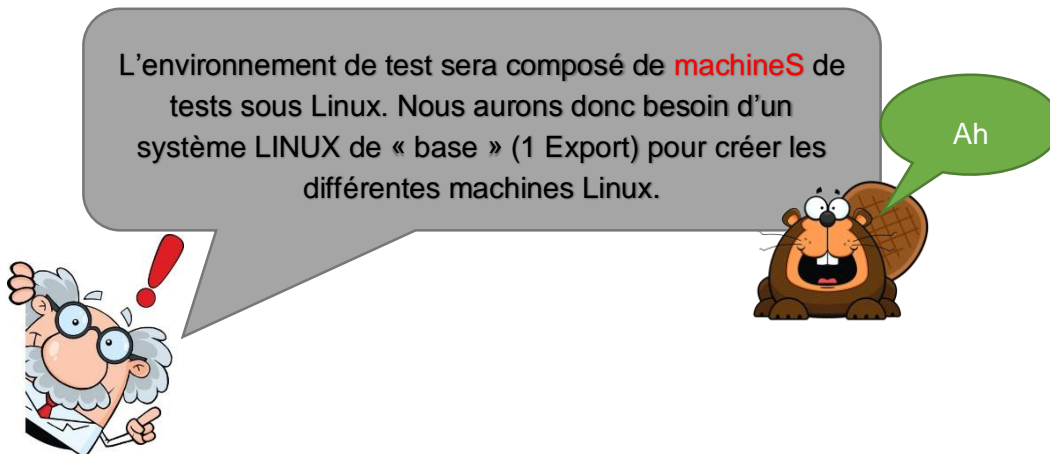 L’environnement de test sera composé de machineS de
tests sous Linux. Nous aurons donc besoin d’un
système LINUX de « base » (1 Export) pour créer les
différentes machines Linux.
Ah